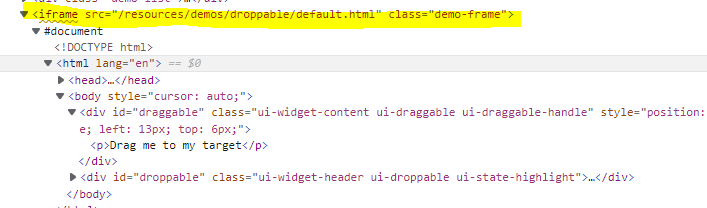 ▼<iframe src="/resources/demos/droppable/default.html" class="demo-frame">
▼#document
<!DOCTYPE html>
▼<html lang="en"> == $0
▶<head>…</head>
▼<body style="cursor: auto;">
▼<div id="draggable" class="ui-widget-content ui-draggable ui-draggable-handle" style="position:
e; left: 13px; top: 6px;">
<p>Drag me to my target</p>
</div>
▶<div id="droppable" class="ui-widget-header ui-droppable ui-state-highlight">…</div>
</body>